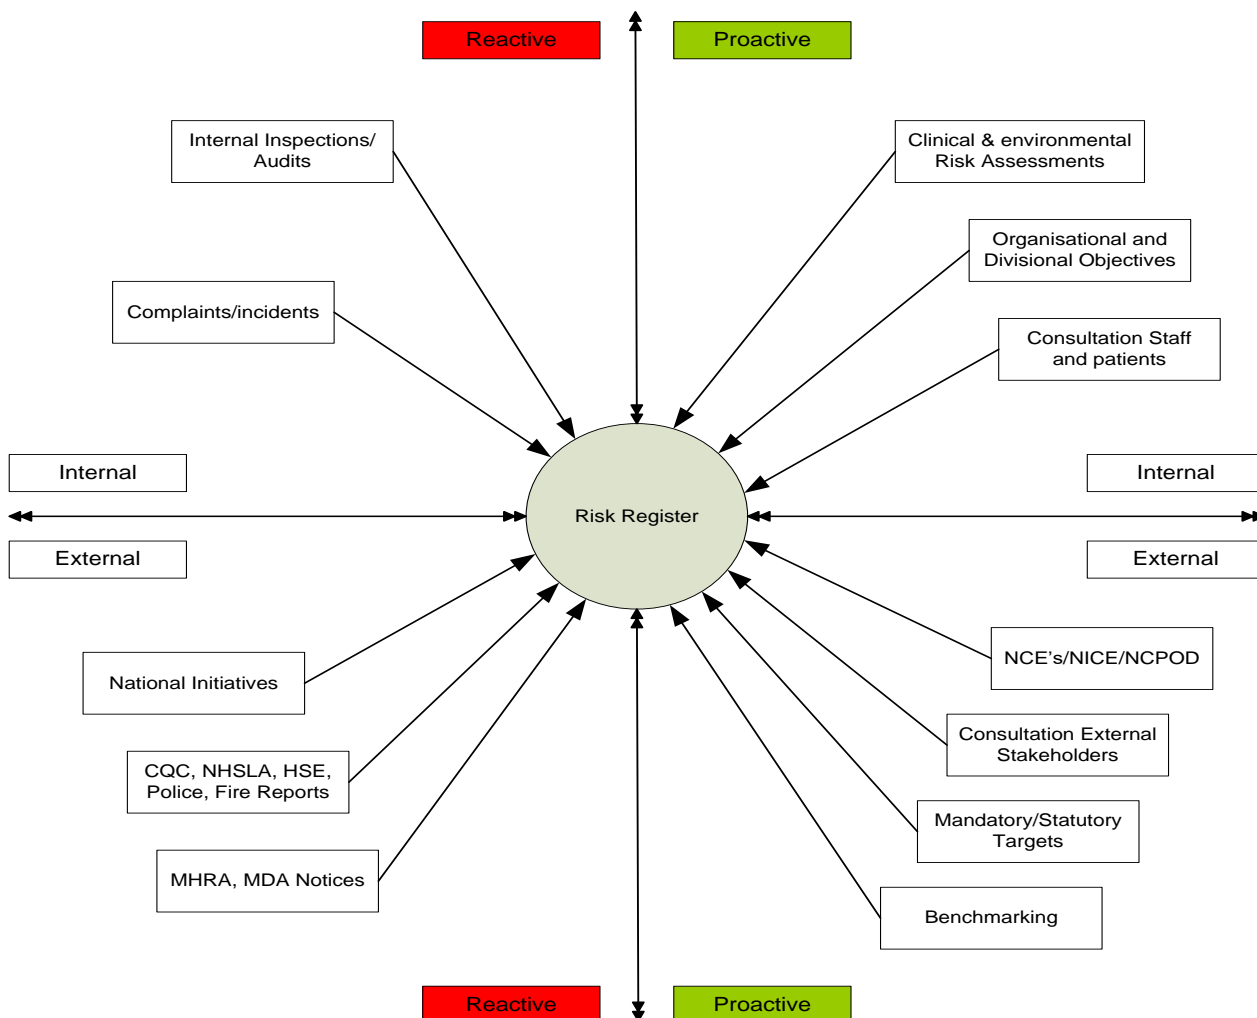 Reactive
Proactive
Internal Inspections/
Audits
Clinical & environmental
Risk Assessments
Organisational and
Divisional Objectives
Complaints/incidents
Consultation Staff
and patients
Internal
Internal
Risk Register
External
External
National Initiatives
NCE's/NICE/NCPOD
Consultation External
Stakeholders
CQC, NHSLA, HSE,
Police, Fire Reports
Mandatory/Statutory
Targets
MHRA, MDA Notices
Benchmarking
Reactive
Proactive